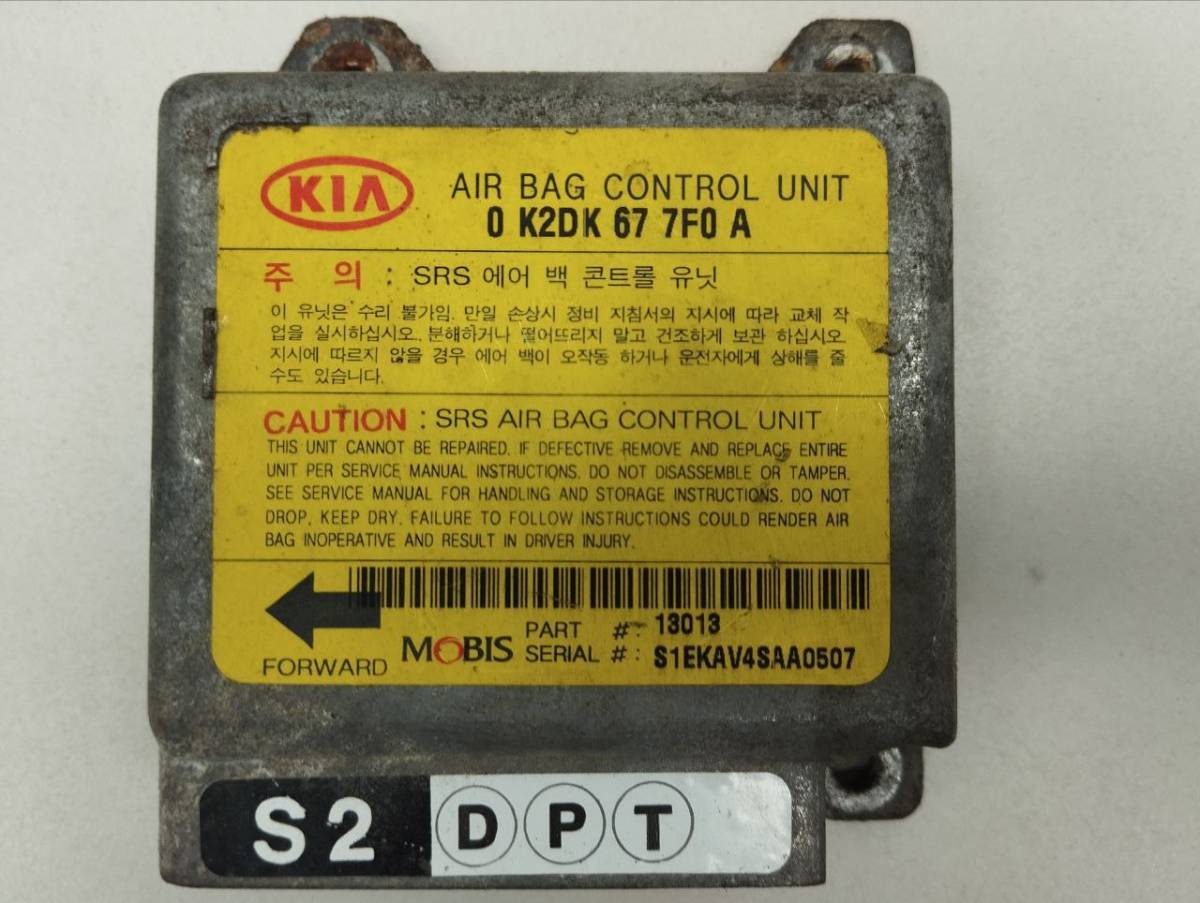 KIA
AIR BAG CONTROL UNIT
0 K2DK 67 7F0 A
주 의 : SRS 에어 백 콘트롤 유닛
이 유닛은 수리 불가임. 만일 손상시 정비 지침서의 지시에 따라 교체 작
업을 실시하십시오. 분해하거나 떨어뜨리지 말고 건조하게 보관 하십시오.
지시에 따르지 않을 경우 에어 백이 오작동 하거나 운전자에게 상해를 줄
수도 있습니다.
CAUTION : SRS AIR BAG CONTROL UNIT
THIS UNIT CANNOT BE REPAIRED. IF DEFECTIVE REMOVE AND REPLACE ENTIRE
UNIT PER SERVICE MANUAL INSTRUCTIONS. DO NOT DISASSEMBLE OR TAMPER.
SEE SERVICE MANUAL FOR HANDLING AND STORAGE INSTRUCTIONS. DO NOT
DROP, KEEP DRY. FAILURE TO FOLLOW INSTRUCTIONS COULD RENDER AIR
BAG INOPERATIVE AND RESULT IN DRIVER INJURY.
FORWARD
MOBIS
PART #: 13013
SERIAL #: S1EKAV4SAA0507
S2 D P T